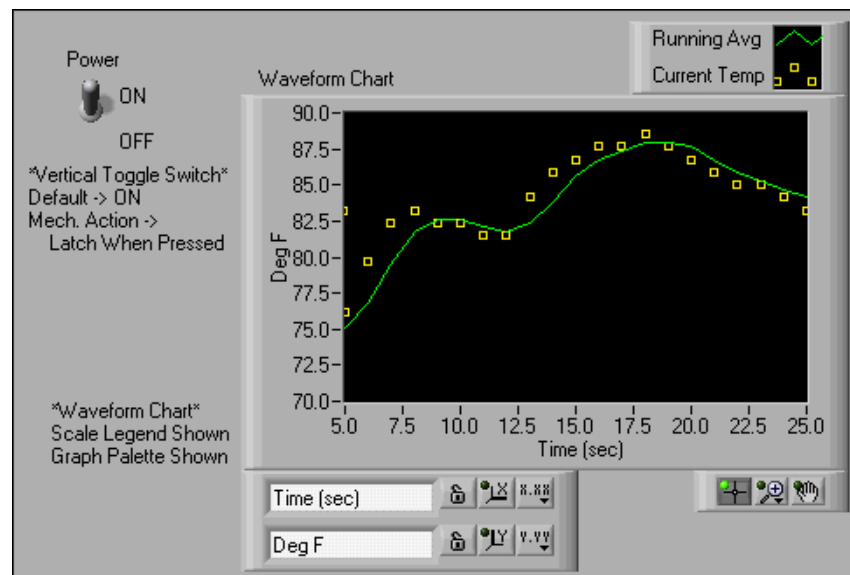 Power
ON
OFF
*Vertical Toggle Switch*
Default -> ON
Mech. Action ->
Latch When Pressed
*Waveform Chart*
Scale Legend Shown
Graph Palette Shown
Waveform Chart
Running Avg
Current Temp
90.0
87.5
85.0
82.5
80.0
77.5
75.0
72.5
70.0
Deg F
5.0 7.5 10.0 12.5 15.0 17.5 20.0 22.5 25.0
Time (sec)
Time (sec) X X.XX
Deg F Y Y.YY